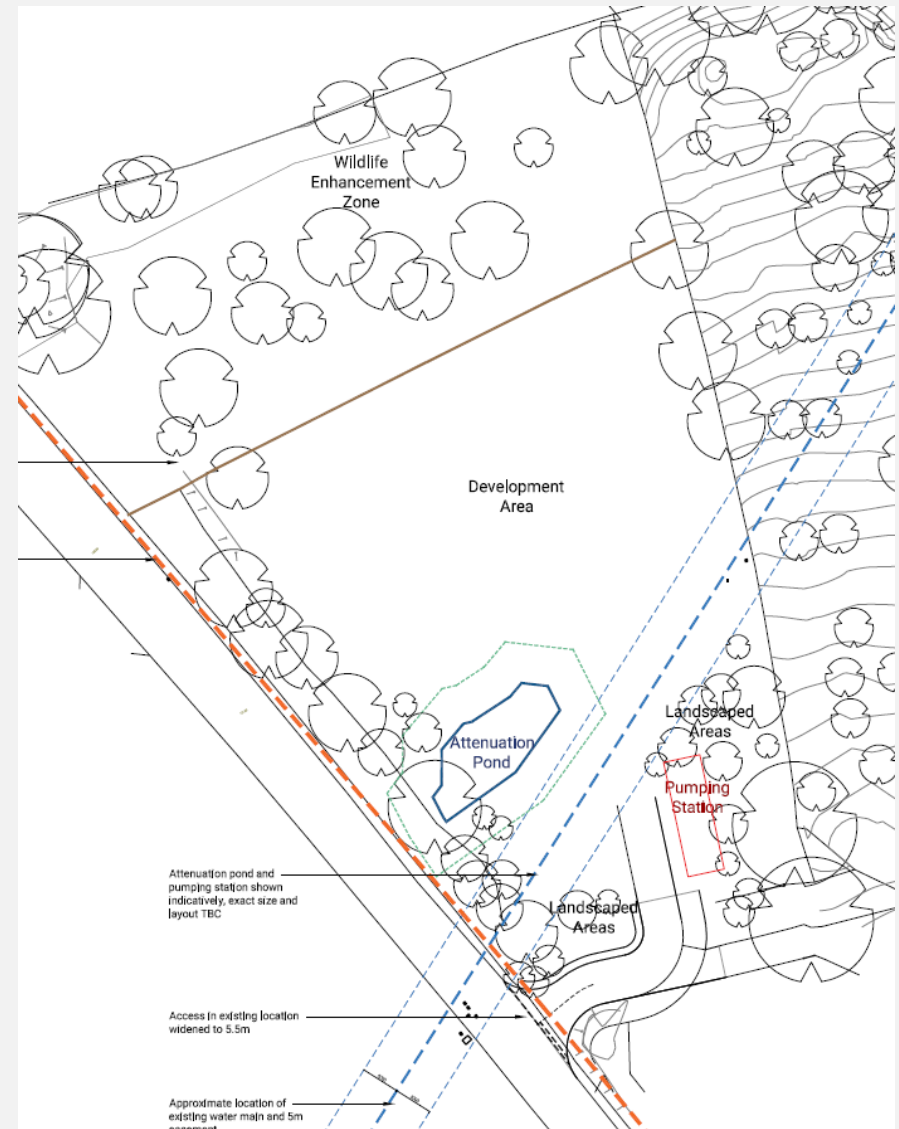 Wildlife
Enhancement
Zone
Development
Area
Landscaped
Areas
Attenuation
Pond
Pumping
Station
Attenuation pond and
pumping station shown
indicatively, exact size and
layout TBC
Landscaped
Areas
Access in existing location
widened to 5.5m
Approximate location of
existing water main and 5m
easement